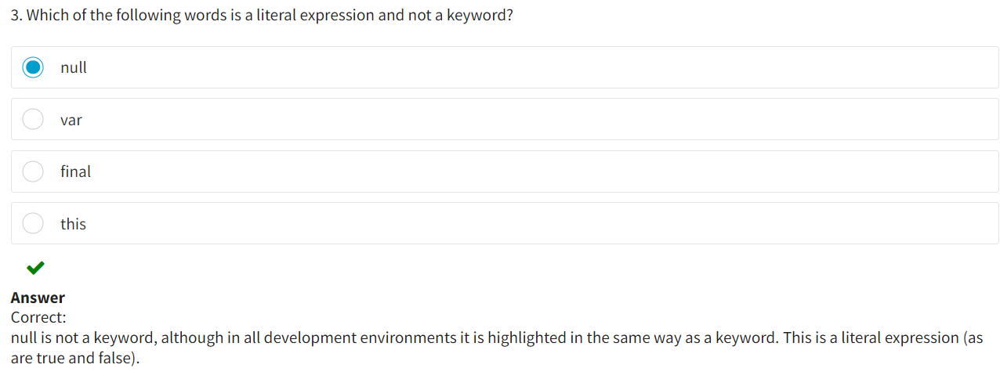 3. Which of the following words is a literal expression and not a keyword?
null
var
final
this
Answer
Correct:
null is not a keyword, although in all development environments it is highlighted in the same way as a keyword. This is a literal expression (as
are true and false).